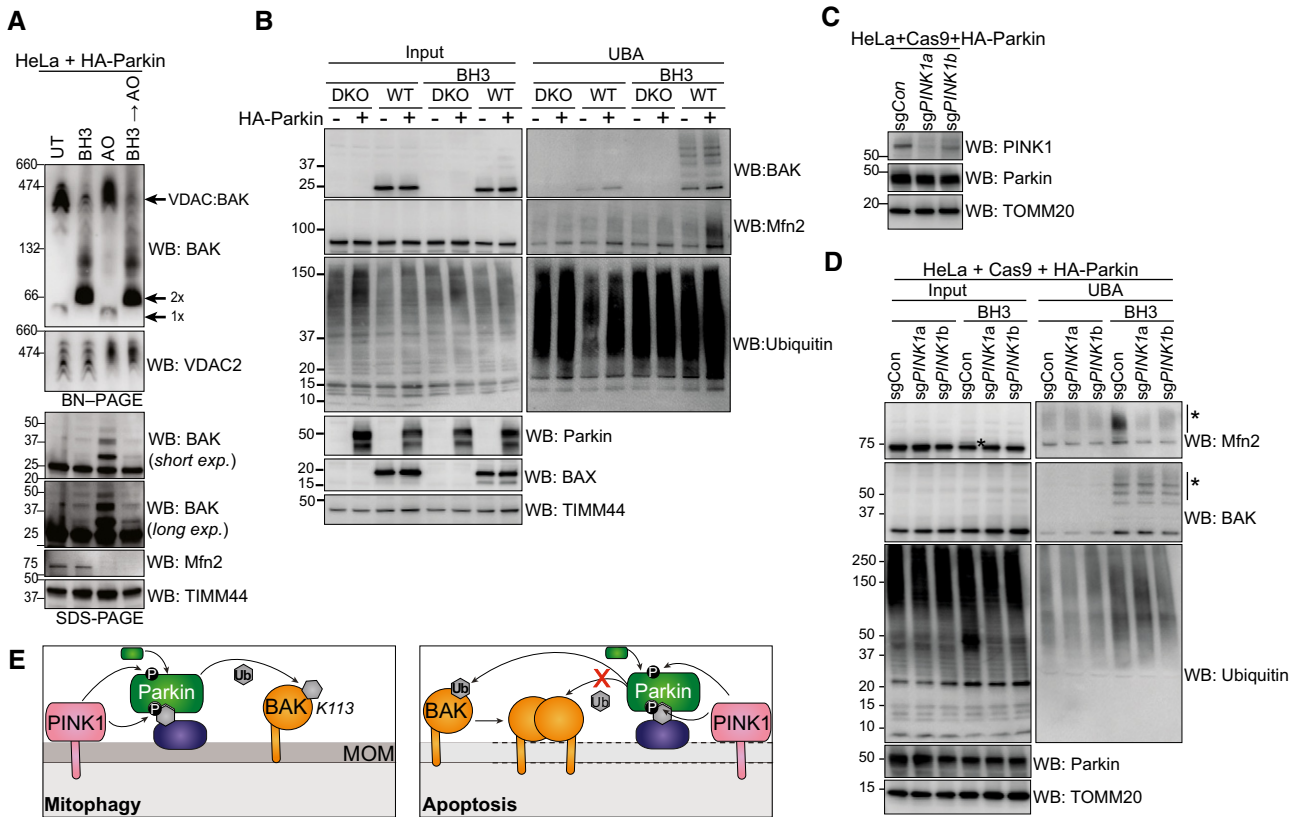 A
HeLa + HA-Parkin
UT
BH3
AO
BH3 → AO
660
474
132
66
VDAC:BAK
WB: BAK
2x
1x
660
474
WB: VDAC2
BN–PAGE
50
37
25
20
WB: BAK
(short exp.)
50
37
25
WB: BAK
(long exp.)
75
WB: Mfn2
50
37
WB: TIMM44
SDS-PAGE
B
Input
UBA
BH3
BH3
DKO WT DKO WT DKO WT DKO WT
HA-Parkin - + - + - + - + - + - + - + - +
37
25
WB:BAK
100
WB:Mfn2
150
37
20
15
10
WB:Ubiquitin
50
WB: Parkin
20
15
WB: BAX
50
WB: TIMM44
C
HeLa+Cas9+HA-Parkin
sgCon
sgPINK1a
sgPINK1b
50
WB: PINK1
50
WB: Parkin
20
WB: TOMM20
D
HeLa + Cas9 + HA-Parkin
Input
UBA
BH3
BH3
sgCon sgPINK1a sgPINK1b sgCon sgPINK1a sgPINK1b sgCon sgPINK1a sgPINK1b sgCon sgPINK1a sgPINK1b
75
*
*
WB: Mfn2
50
37
*
WB: BAK
250
150
50
37
25
20
15
10
WB: Ubiquitin
50
WB: Parkin
20
15
WB: TOMM20
E
PINK1
P
P
Parkin
Ub
BAK
K113
MOM
Mitophagy
BAK
Ub
X
Ub
P
P
Parkin
PINK1
Apoptosis